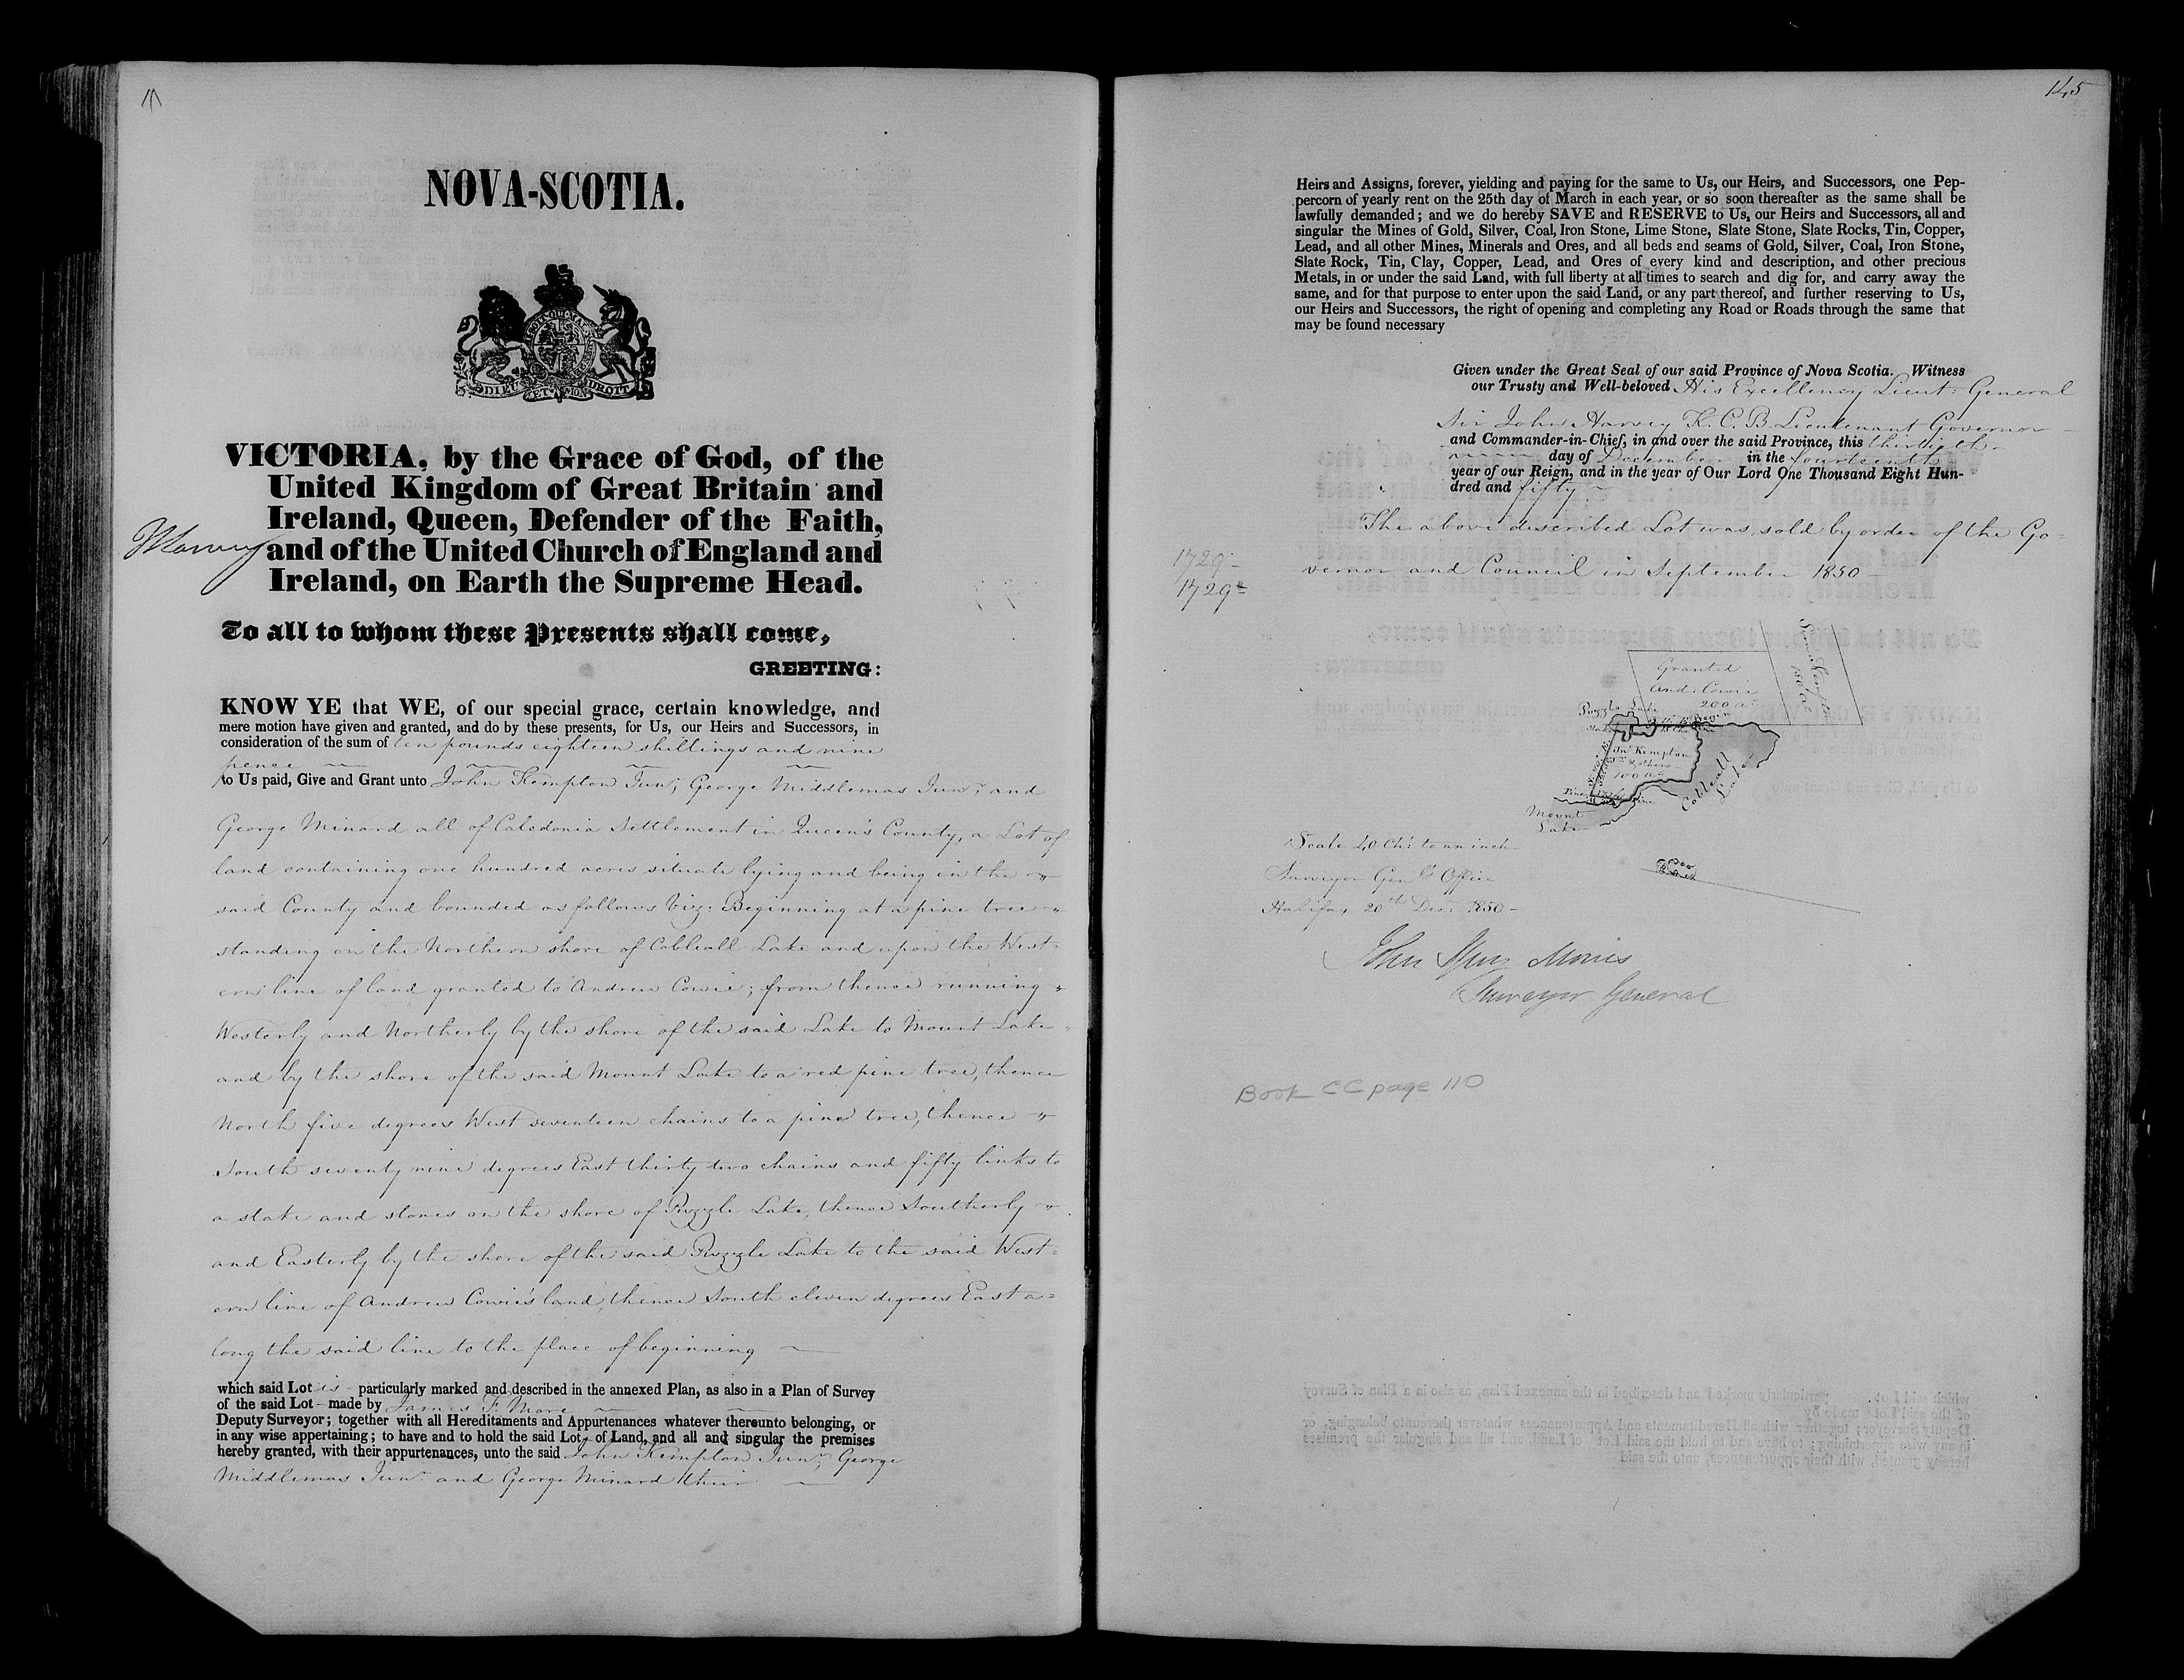 NOVA-SCOTIA.
DIEU ET MON DROIT
VICTORIA, by the Grace of God, of the
United Kingdom of Great Britain and
Ireland, Queen, Defender of the Faith,
and of the United Church of England and
Ireland, on Earth the Supreme Head.
To all to whom these Presents shall come,
GREETING:
KNOW YE that WE, of our special grace, certain knowledge, and
mere motion have given and granted, and do by these presents, for Us, our Heirs and Successors, in
consideration of the sum of ten pounds eighteen shillings and nine
pence
to Us paid, Give and Grant unto John Kempton Junr, George Middlemas Junr, and
George Minard all of Caledonia Settlement in Queen's County, a Lot of
land containing one hundred acres situate lying and being in the
said County and bounded as follows Viz: Beginning at a pine tree
standing on the Northern shore of Cobleall Lake and upon the West=
ern line of land granted to Andrew Cowie; from thence running
Westerly and Northerly by the shore of the said Lake to Mount Lake
and by the shore of the said Mount Lake to a red pine tree, thence
North five degrees West seventeen chains to a pine tree, thence
South seventy nine degrees East thirty two chains and fifty links to
a stake and stones on the shore of Puzzle Lake, thence Southerly
and Easterly by the shore of the said Puzzle Lake to the said West=
ern line of Andrew Cowie's land, thence South eleven degrees East a=
long the said line to the place of beginning
which said Lot is particularly marked and described in the annexed Plan, as also in a Plan of Survey
of the said Lot made by James F. More
Deputy Surveyor; together with all Hereditaments and Appurtenances whatever thereunto belonging, or
in any wise appertaining; to have and to hold the said Lot of Land, and all and singular the premises
hereby granted, with their appurtenances, unto the said John Kempton Junr, George
Middlemas Junr and George Minard their
145
Heirs and Assigns, forever, yielding and paying for the same to Us, our Heirs, and Successors, one Pep-
percorn of yearly rent on the 25th day of March in each year, or so soon thereafter as the same shall be
lawfully demanded; and we do hereby SAVE and RESERVE to Us, our Heirs and Successors, all and
singular the Mines of Gold, Silver, Coal, Iron Stone, Lime Stone, Slate Stone, Slate Rocks, Tin, Copper,
Lead, and all other Mines, Minerals and Ores, and all beds and seams of Gold, Silver, Coal, Iron Stone,
Slate Rock, Tin, Clay, Copper, Lead, and Ores of every kind and description, and other precious
Metals, in or under the said Land, with full liberty at all times to search and dig for, and carry away the
same, and for that purpose to enter upon the said Land, or any part thereof, and further reserving to Us,
our Heirs and Successors, the right of opening and completing any Road or Roads through the same that
may be found necessary
Given under the Great Seal of our said Province of Nova Scotia. Witness
our Trusty and Well-beloved His Excellency Lieut: General
Sir John Harvey K. C. B. Lieutenant Governor
and Commander-in-Chief, in and over the said Province, this thirtieth
day of December in the fourteenth
year of our Reign, and in the year of Our Lord One Thousand Eight Hun-
dred and fifty
The above described Lot was sold by order of the Go=
vernor and Council in September 1850
1729
1729
Granted
And: Cowie
200 as
Puzzle Lake
Jn Kempton
& others
100 as
Cobleall
Lake
Mount
Lake
Scale 40 Chs to an inch
Surveyor Genls Office
Halifax 20th Decr 1850
John Spry Morris
Surveyor General
Book CC page 110